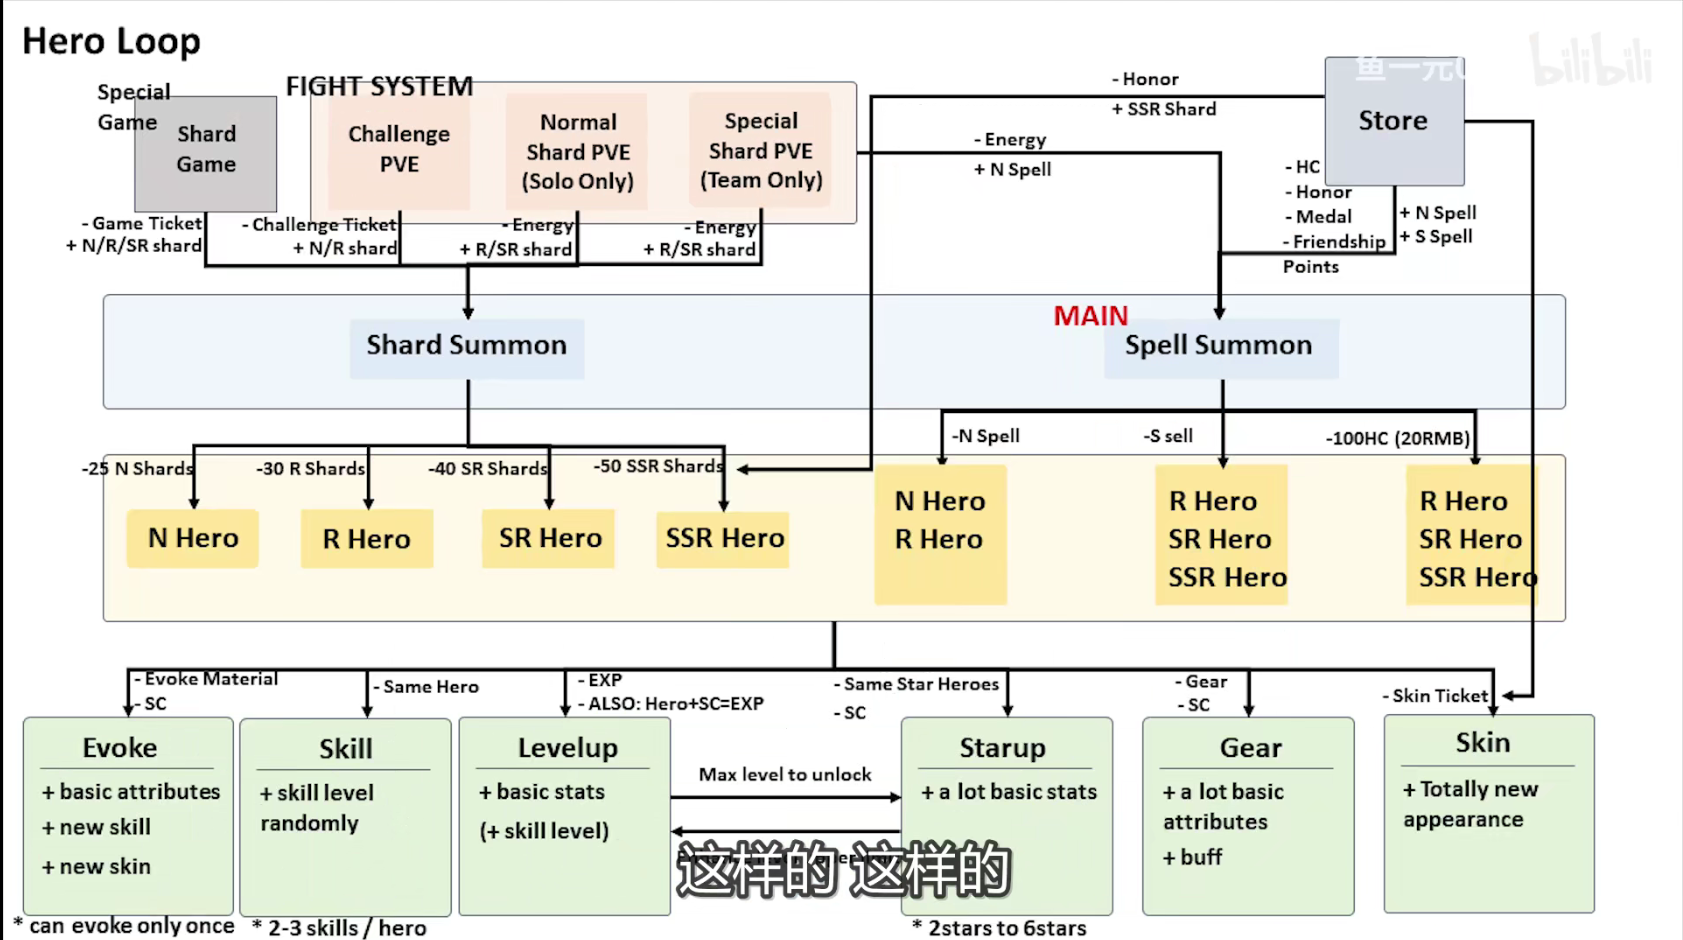 Hero Loop
鱼一元
bilibili
Special
Game
Shard
Game
FIGHT SYSTEM
Challenge
PVE
Normal
Shard PVE
(Solo Only)
Special
Shard PVE
(Team Only)
- Honor
+ SSR Shard
Store
- Energy
+ N Spell
- HC
- Honor
- Medal
- Friendship
Points
+ N Spell
+ S Spell
- Game Ticket
+ N/R/SR shard
- Challenge Ticket
+ N/R shard
- Energy
+ R/SR shard
- Energy
+ R/SR shard
MAIN
Shard Summon
Spell Summon
-25 N Shards
-30 R Shards
-40 SR Shards
-50 SSR Shards
-N Spell
-S sell
-100HC (20RMB)
N Hero
R Hero
SR Hero
SSR Hero
N Hero
R Hero
R Hero
SR Hero
SSR Hero
R Hero
SR Hero
SSR Hero
- Evoke Material
- SC
- Same Hero
- EXP
- ALSO: Hero+SC=EXP
- Same Star Heroes
- SC
- Gear
- SC
- Skin Ticket
Evoke
+ basic attributes
+ new skill
+ new skin
* can evoke only once
Skill
+ skill level
randomly
* 2-3 skills / hero
Levelup
+ basic stats
(+ skill level)
Max level to unlock
Starup
+ a lot basic stats
* 2stars to 6stars
Gear
+ a lot basic
attributes
+ buff
Skin
+ Totally new
appearance
这样的 这样的